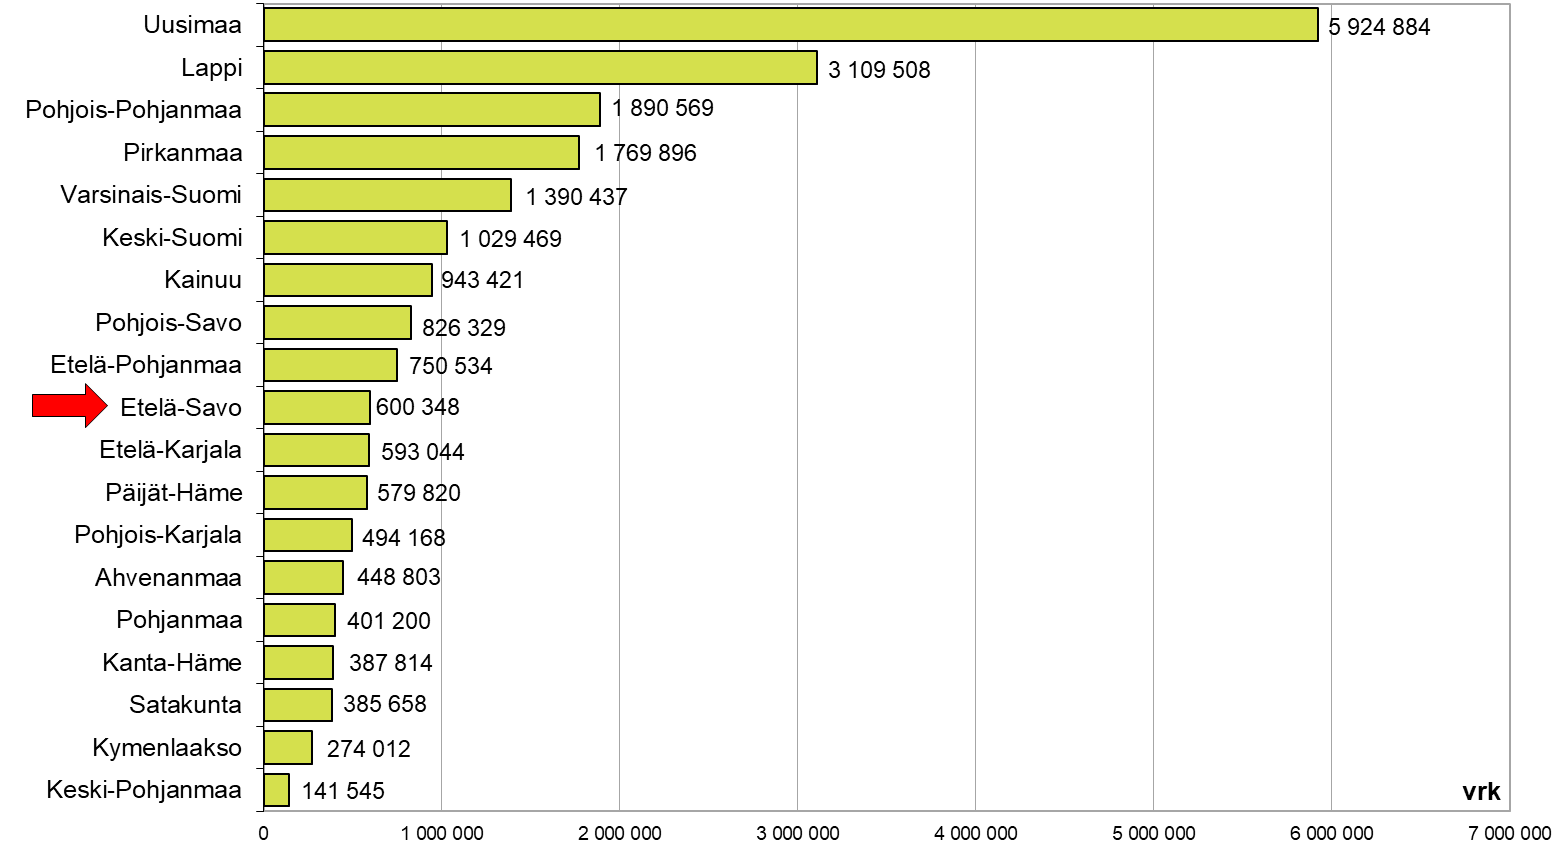 Uusimaa 5 924 884
Lappi 3 109 508
Pohjois-Pohjanmaa 1 890 569
Pirkanmaa 1 769 896
Varsinais-Suomi 1 390 437
Keski-Suomi 1 029 469
Kainuu 943 421
Pohjois-Savo 826 329
Etelä-Pohjanmaa 750 534
Etelä-Savo 600 348
Etelä-Karjala 593 044
Päijät-Häme 579 820
Pohjois-Karjala 494 168
Ahvenanmaa 448 803
Pohjanmaa 401 200
Kanta-Häme 387 814
Satakunta 385 658
Kymenlaakso 274 012
Keski-Pohjanmaa 141 545 vrk
0 1 000 000 2 000 000 3 000 000 4 000 000 5 000 000 6 000 000 7 000 000